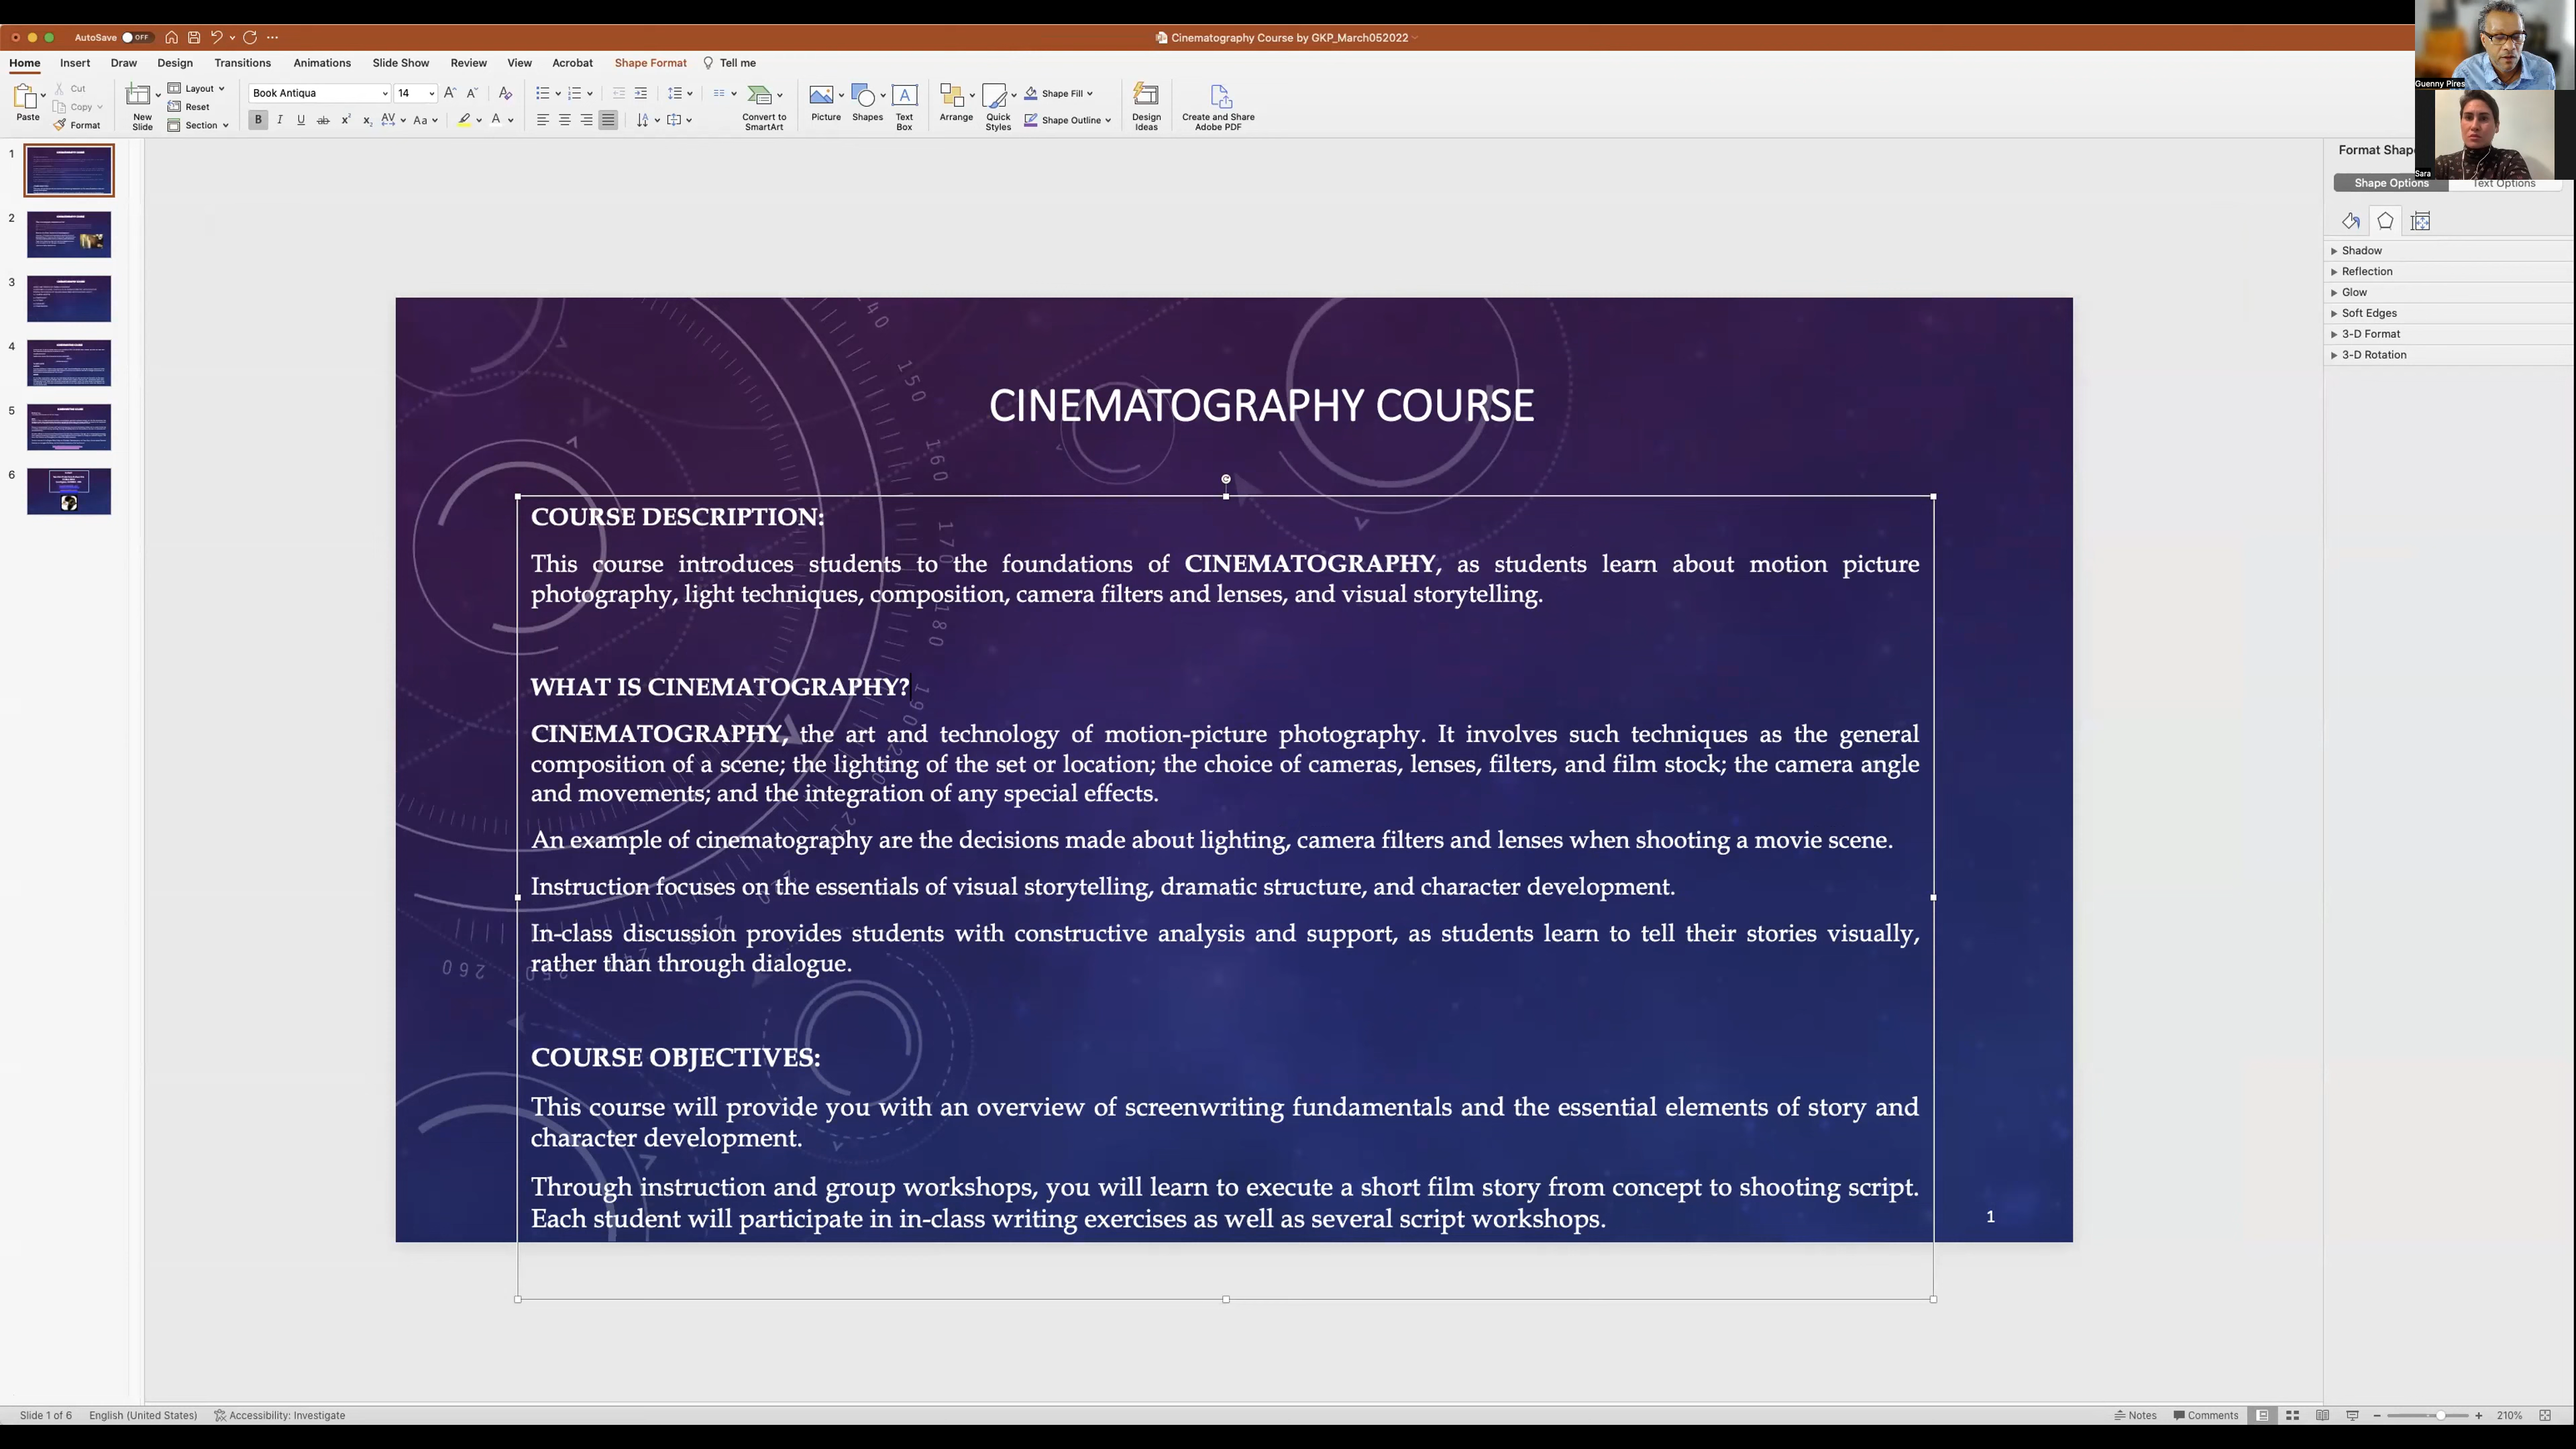 AutoSave OFF
Cinematography Course by GKP_March052022
Home Insert Draw Design Transitions Animations Slide Show Review View Acrobat Shape Format Tell me
Paste
Cut
Copy
Format
New Slide
Layout
Reset
Section
Book Antiqua 14
Convert to SmartArt
Picture
Shapes
Text Box
Arrange
Quick Styles
Shape Fill
Shape Outline
Design Ideas
Create and Share Adobe PDF
Guenny Pires
Sara
Format Shape
Shape Options Text Options
Shadow
Reflection
Glow
Soft Edges
3-D Format
3-D Rotation
1
2
3
4
5
6
CINEMATOGRAPHY COURSE
COURSE DESCRIPTION:
This course introduces students to the foundations of CINEMATOGRAPHY, as students learn about motion picture
photography, light techniques, composition, camera filters and lenses, and visual storytelling.
WHAT IS CINEMATOGRAPHY?
CINEMATOGRAPHY, the art and technology of motion-picture photography. It involves such techniques as the general
composition of a scene; the lighting of the set or location; the choice of cameras, lenses, filters, and film stock; the camera angle
and movements; and the integration of any special effects.
An example of cinematography are the decisions made about lighting, camera filters and lenses when shooting a movie scene.
Instruction focuses on the essentials of visual storytelling, dramatic structure, and character development.
In-class discussion provides students with constructive analysis and support, as students learn to tell their stories visually,
rather than through dialogue.
COURSE OBJECTIVES:
This course will provide you with an overview of screenwriting fundamentals and the essential elements of story and
character development.
Through instruction and group workshops, you will learn to execute a short film story from concept to shooting script.
Each student will participate in in-class writing exercises as well as several script workshops.
1
140
150
160
170
180
190
260
250
Slide 1 of 6 English (United States) Accessibility: Investigate
Notes Comments 210%